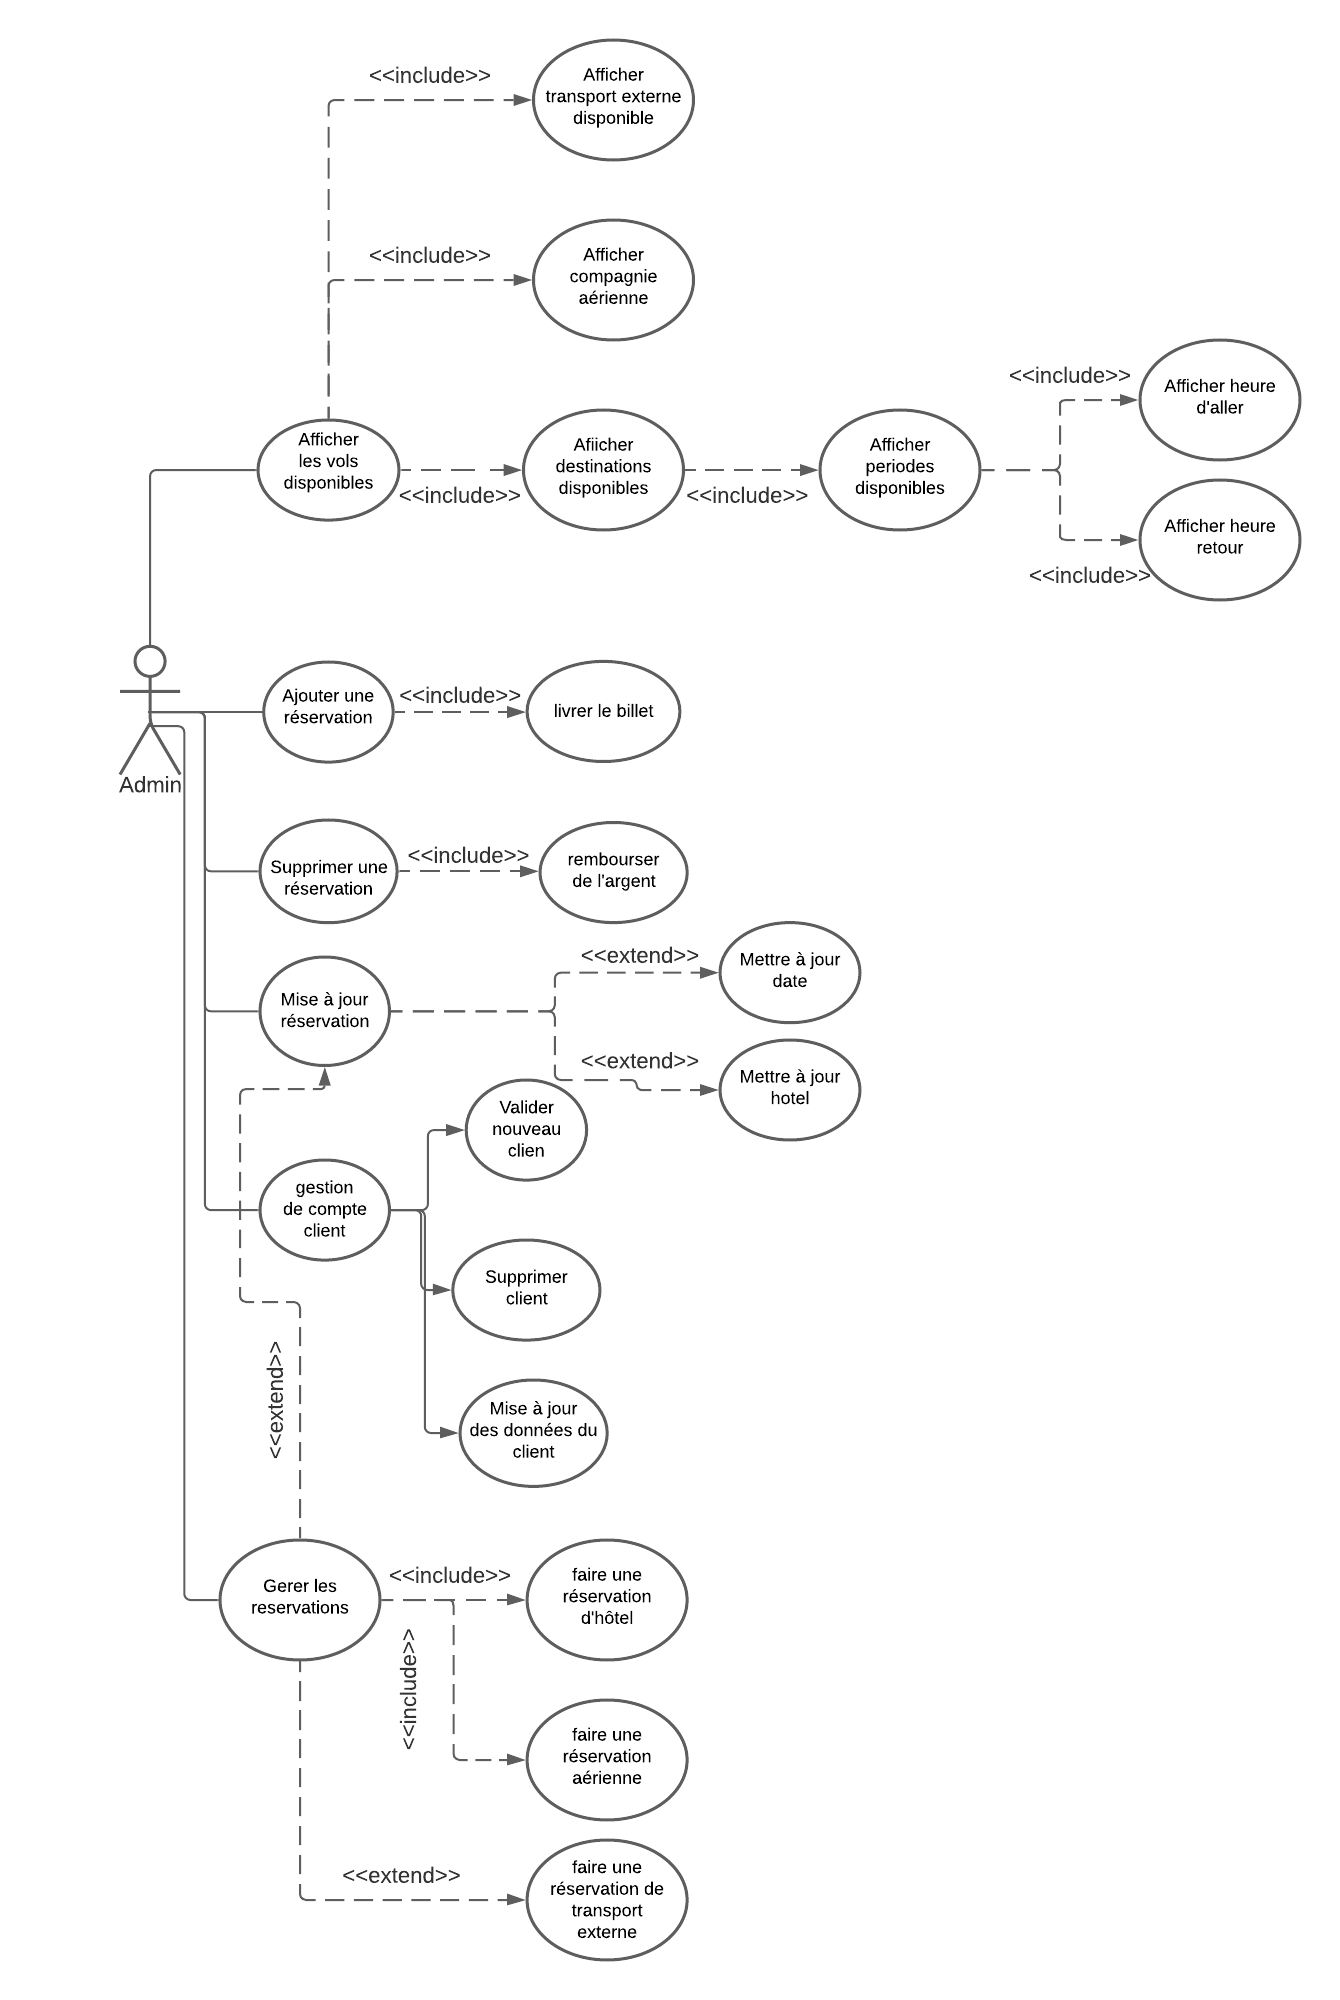 <<include>>
Afficher
transport externe
disponible
<<include>>
Afficher
compagnie
aérienne
Afficher
les vols
disponibles
<<include>>
Afiicher
destinations
disponibles
<<include>>
Afficher
periodes
disponibles
<<include>>
Afficher heure
d'aller
<<include>>
Afficher heure
retour
Admin
Ajouter une
réservation
<<include>>
livrer le billet
Supprimer une
réservation
<<include>>
rembourser
de l'argent
Mise à jour
réservation
<<extend>>
Mettre à jour
date
<<extend>>
Mettre à jour
hotel
gestion
de compte
client
Valider
nouveau
clien
Supprimer
client
Mise à jour
des données du
client
<<extend>>
Gerer les
reservations
<<include>>
faire une
réservation
d'hôtel
<<include>>
faire une
réservation
aérienne
<<extend>>
faire une
réservation de
transport
externe